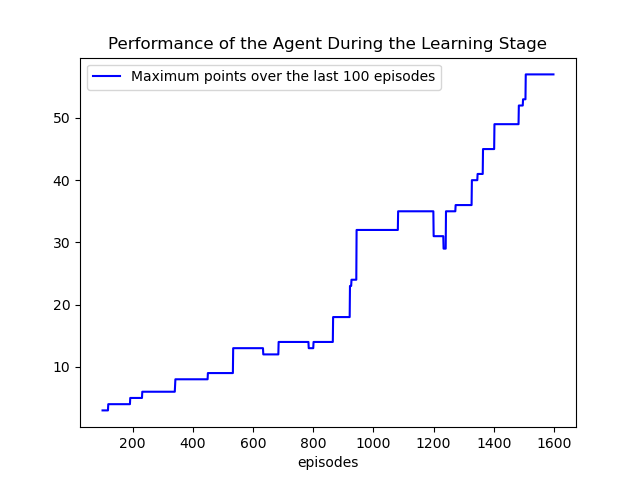 Performance of the Agent During the Learning Stage
Maximum points over the last 100 episodes
50
40
30
20
10
200 400 600 800 1000 1200 1400 1600
episodes